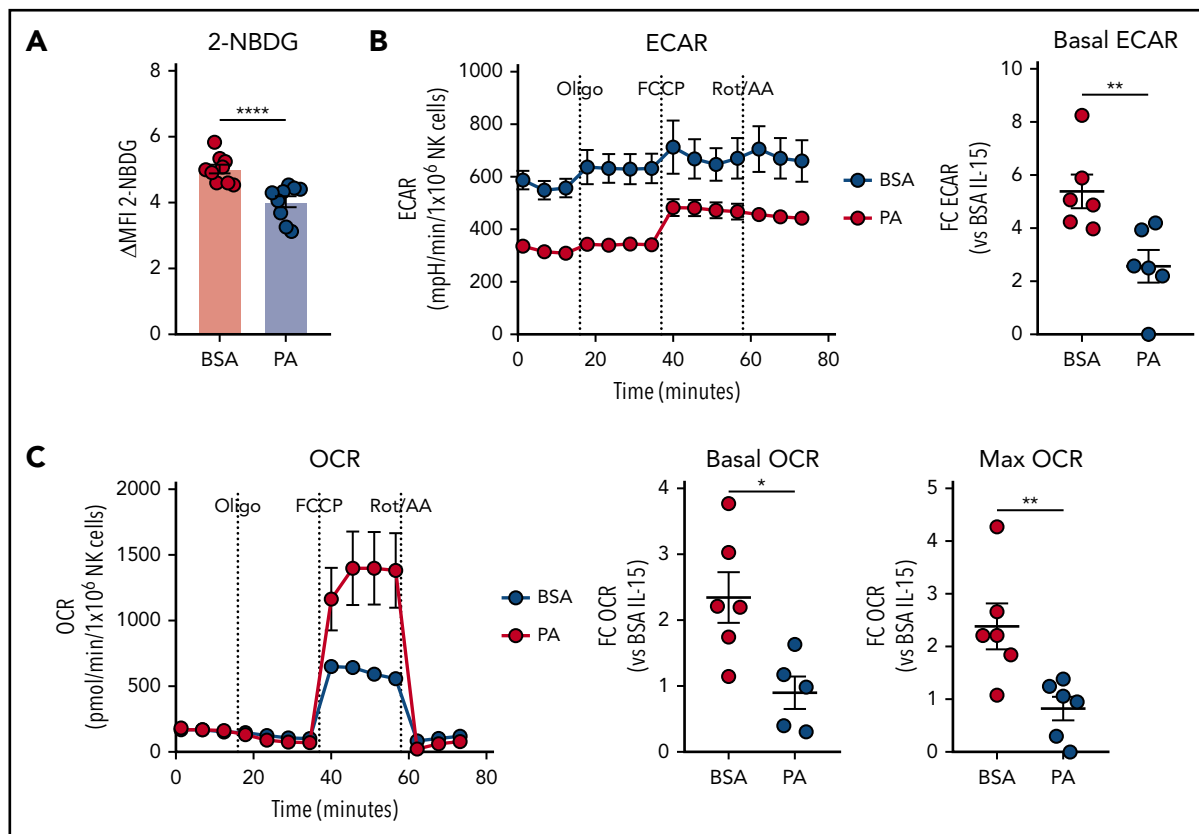 A
2-NBDG
ΔMFI 2-NBDG
8
6
4
2
0
****
BSA
PA
B
ECAR
ECAR
(mpH/min/1x10⁶ NK cells)
1000
800
600
400
200
0
Oligo
FCCP
Rot/AA
0
20
40
60
80
Time (minutes)
BSA
PA
Basal ECAR
FC ECAR
(vs BSA IL-15)
10
8
6
4
2
0
**
BSA
PA
C
OCR
OCR
(pmol/min/1x10⁶ NK cells)
2000
1500
1000
500
0
Oligo
FCCP
Rot/AA
0
20
40
60
80
Time (minutes)
BSA
PA
Basal OCR
FC OCR
(vs BSA IL-15)
4
3
2
1
0
*
BSA
PA
Max OCR
FC OCR
(vs BSA IL-15)
5
4
3
2
1
0
**
BSA
PA